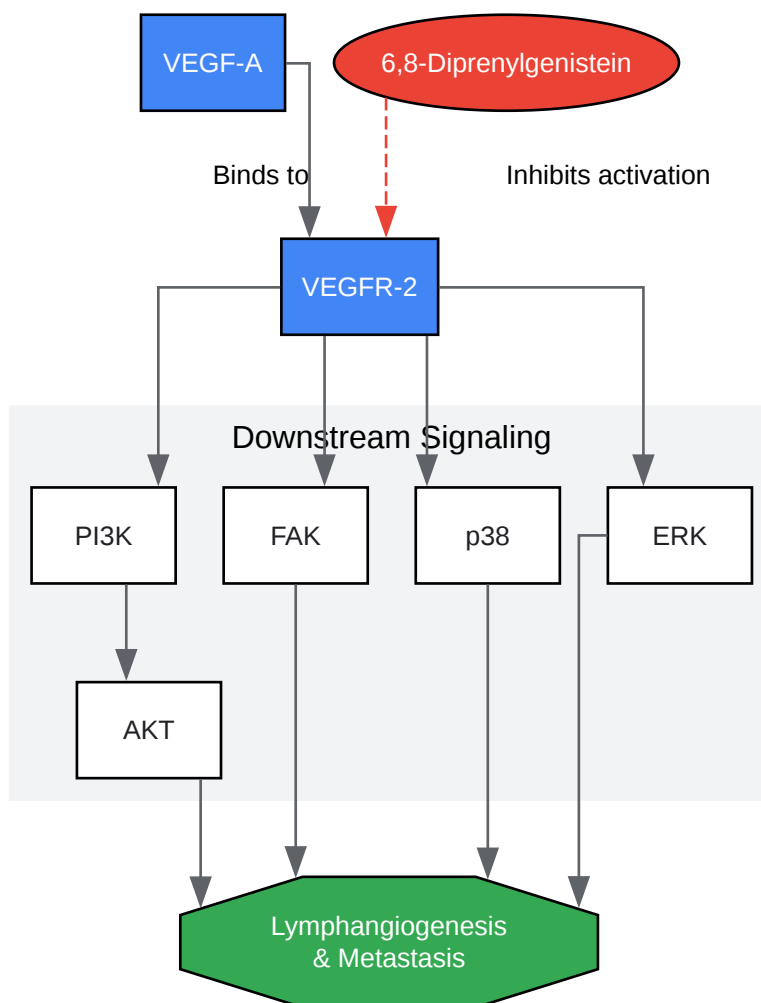 VEGF-A
6,8-Diprenylgenistein
Binds to
Inhibits activation
VEGFR-2
Downstream Signaling
PI3K
FAK
p38
ERK
AKT
Lymphangiogenesis
& Metastasis